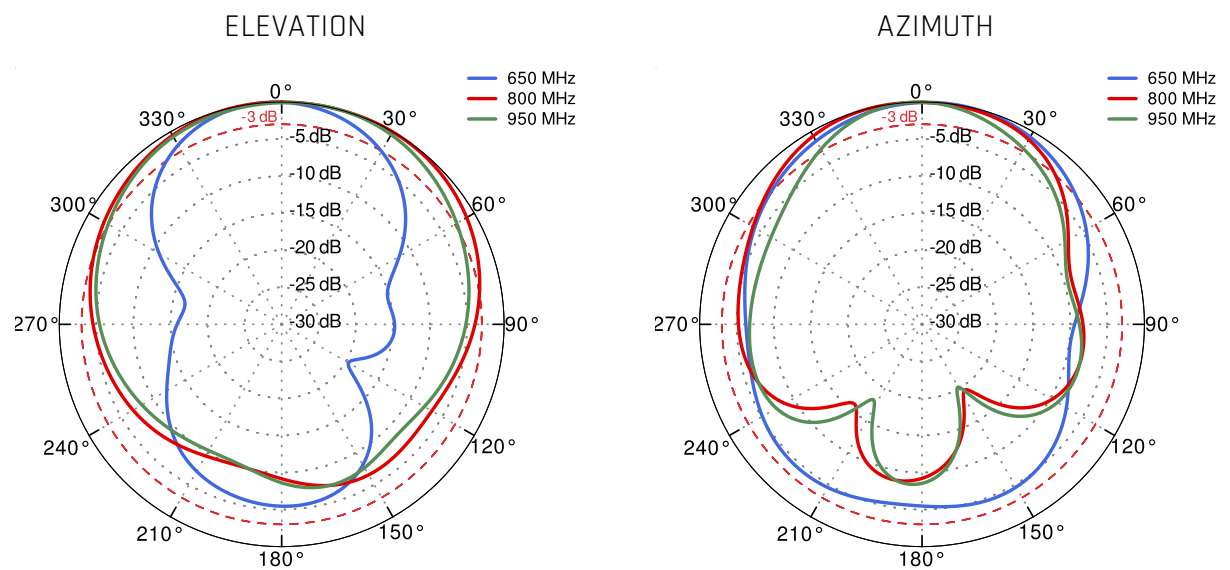 ELEVATION
650 MHz
800 MHz
950 MHz
0°
330°
-3 dB
30°
-5 dB
-10 dB
300°
60°
-15 dB
-20 dB
-25 dB
270°
-30 dB
90°
240°
120°
210°
150°
180°
AZIMUTH
650 MHz
800 MHz
950 MHz
0°
330°
-3 dB
30°
-5 dB
-10 dB
300°
60°
-15 dB
-20 dB
-25 dB
270°
-30 dB
90°
240°
120°
210°
150°
180°